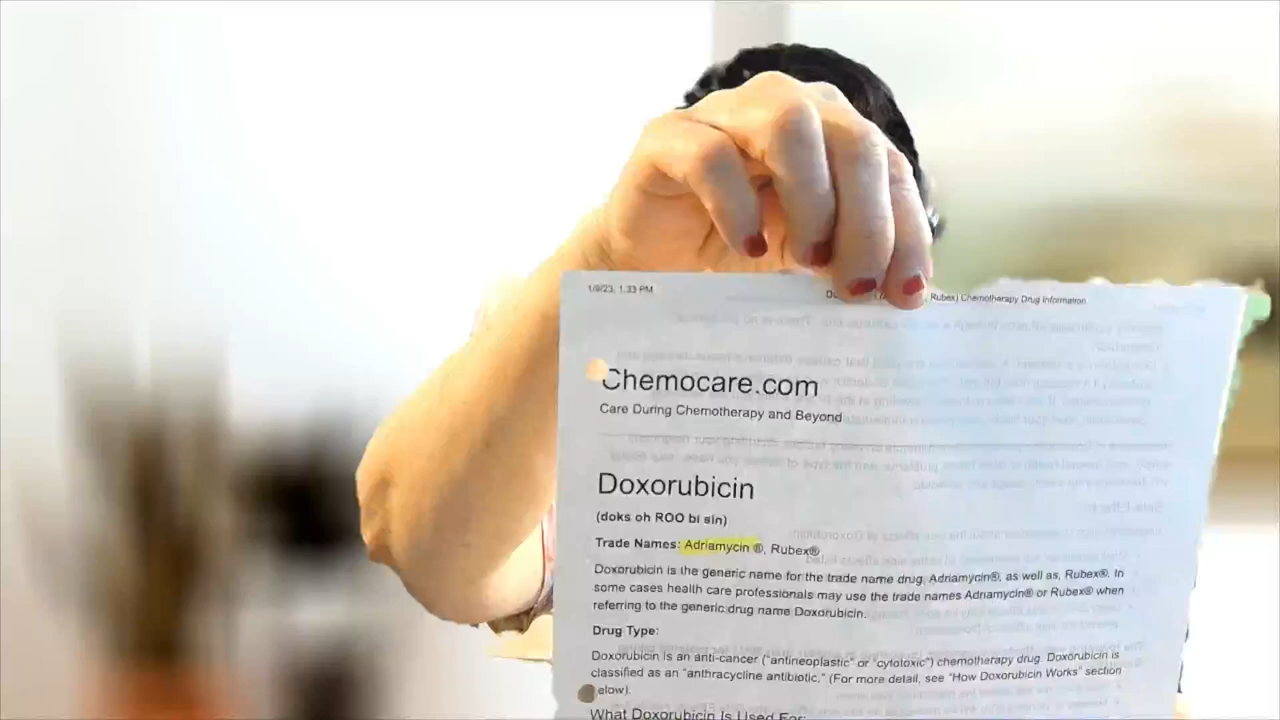 1/9/23, 1:33 PM
Rubex) Chemotherapy Drug Information
Chemocare.com
Care During Chemotherapy and Beyond
Doxorubicin
(doks oh ROO bi sin)
Trade Names: Adriamycin ®, Rubex®
Doxorubicin is the generic name for the trade name drug, Adriamycin®, as well as, Rubex®. In
some cases health care professionals may use the trade names Adriamycin® or Rubex® when
referring to the generic drug name Doxorubicin.
Drug Type:
Doxorubicin is an anti-cancer ("antineoplastic" or "cytotoxic") chemotherapy drug. Doxorubicin is
classified as an "anthracycline antibiotic." (For more detail, see "How Doxorubicin Works" section
elow).
What Doxorubicin Is Used For: